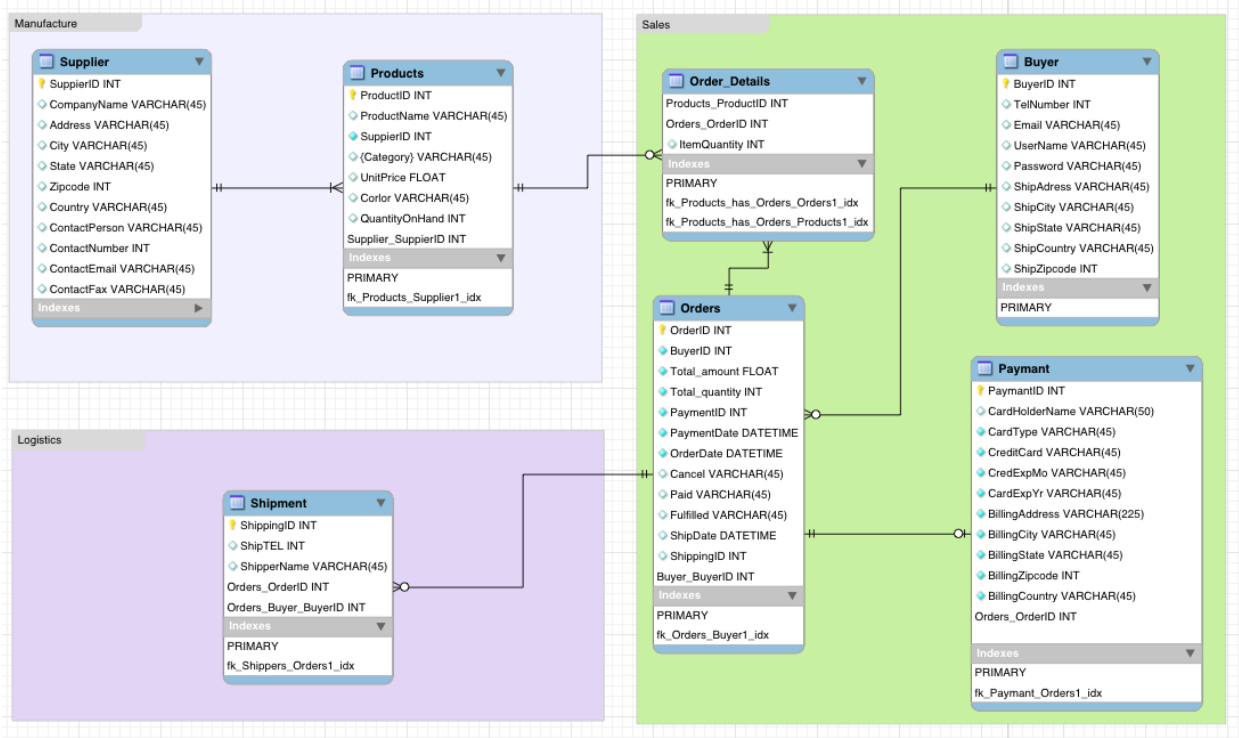 Manufacture
Supplier
SuppierID INT
CompanyName VARCHAR(45)
Address VARCHAR(45)
City VARCHAR(45)
State VARCHAR(45)
Zipcode INT
Country VARCHAR(45)
ContactPerson VARCHAR(45)
ContactNumber INT
ContactEmail VARCHAR(45)
ContactFax VARCHAR(45)
Indexes
Products
ProductID INT
ProductName VARCHAR(45)
SuppierID INT
{Category} VARCHAR(45)
UnitPrice FLOAT
Corlor VARCHAR(45)
QuantityOnHand INT
Supplier_SuppierID INT
Indexes
PRIMARY
fk_Products_Supplier1_idx
Sales
Order_Details
Products_ProductID INT
Orders_OrderID INT
ItemQuantity INT
Indexes
PRIMARY
fk_Products_has_Orders_Orders1_idx
fk_Products_has_Orders_Products1_idx
Buyer
BuyerID INT
TelNumber INT
Email VARCHAR(45)
UserName VARCHAR(45)
Password VARCHAR(45)
ShipAdress VARCHAR(45)
ShipCity VARCHAR(45)
ShipState VARCHAR(45)
ShipCountry VARCHAR(45)
ShipZipcode INT
Indexes
PRIMARY
Orders
OrderID INT
BuyerID INT
Total_amount FLOAT
Total_quantity INT
PaymentID INT
PaymentDate DATETIME
OrderDate DATETIME
Cancel VARCHAR(45)
Paid VARCHAR(45)
Fulfilled VARCHAR(45)
ShipDate DATETIME
ShippingID INT
Buyer_BuyerID INT
Indexes
PRIMARY
fk_Orders_Buyer1_idx
Paymant
PaymantID INT
CardHolderName VARCHAR(50)
CardType VARCHAR(45)
CreditCard VARCHAR(45)
CredExpMo VARCHAR(45)
CardExpYr VARCHAR(45)
BillingAddress VARCHAR(225)
BillingCity VARCHAR(45)
BillingState VARCHAR(45)
BillingZipcode INT
BillingCountry VARCHAR(45)
Orders_OrderID INT
Indexes
PRIMARY
fk_Paymant_Orders1_idx
Logistics
Shipment
ShippingID INT
ShipTEL INT
ShipperName VARCHAR(45)
Orders_OrderID INT
Orders_Buyer_BuyerID INT
Indexes
PRIMARY
fk_Shippers_Orders1_idx